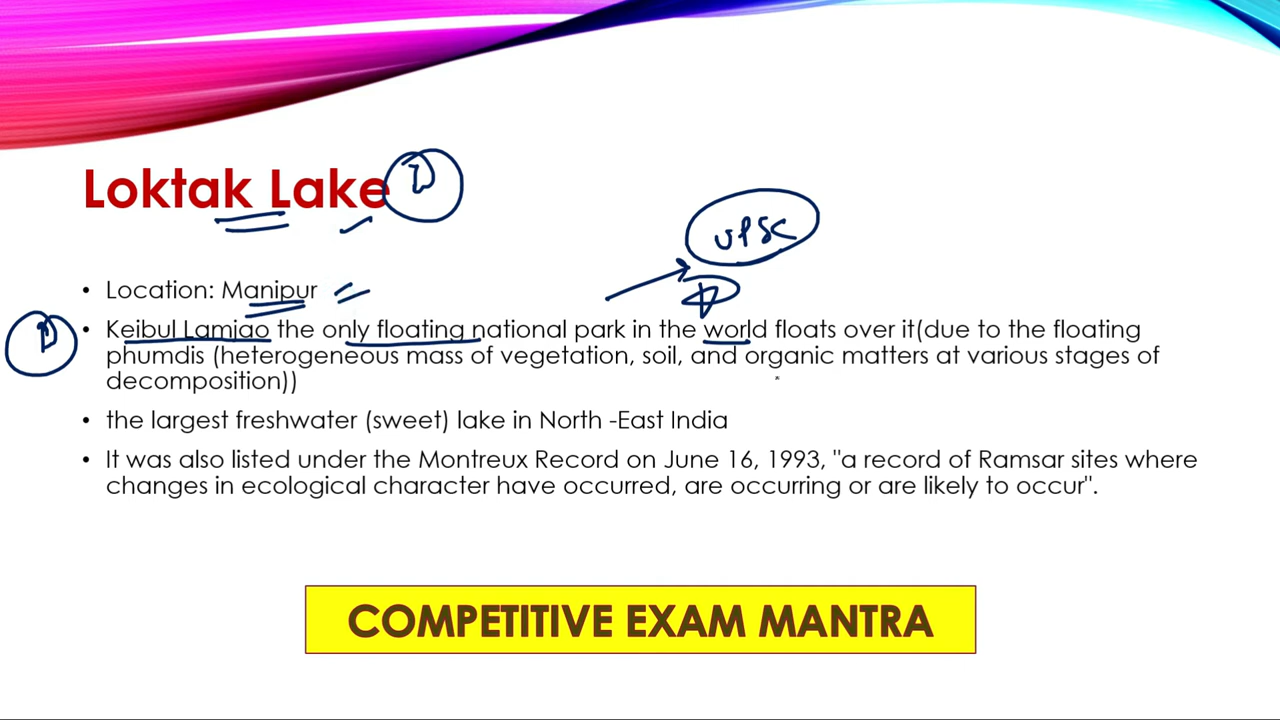 Loktak Lake
UPSC
• Location: Manipur
• Keibul Lamjao the only floating national park in the world floats over it(due to the floating
phumdis (heterogeneous mass of vegetation, soil, and organic matters at various stages of
decomposition))
• the largest freshwater (sweet) lake in North -East India
• It was also listed under the Montreux Record on June 16, 1993, "a record of Ramsar sites where
changes in ecological character have occurred, are occurring or are likely to occur".
COMPETITIVE EXAM MANTRA